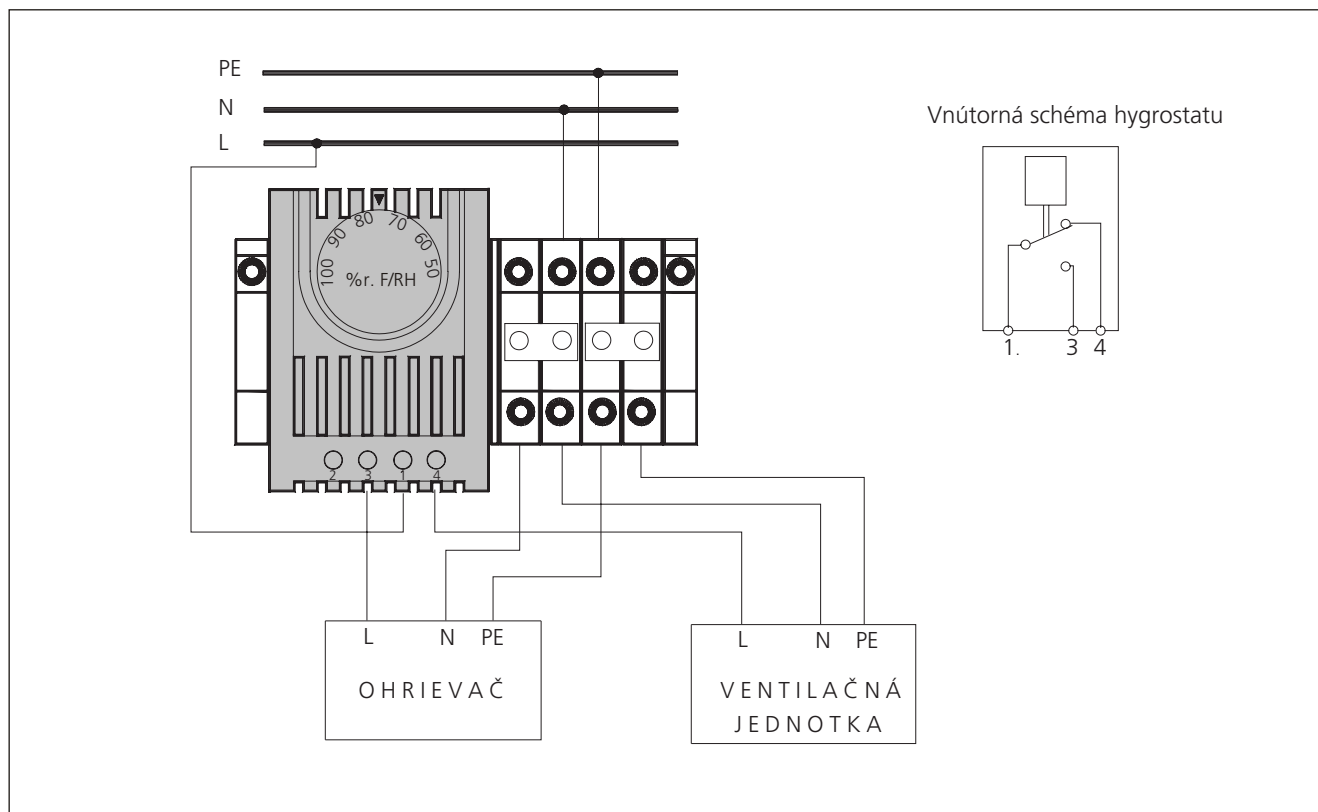 PE
N
L
Vnútorná schéma hygrostatu
100 90 80 70 60 50
%r. F/RH
1. 3 4
2 3 1 4
L N PE
OHRIEVAČ
L N PE
VENTILAČNÁ
JEDNOTKA